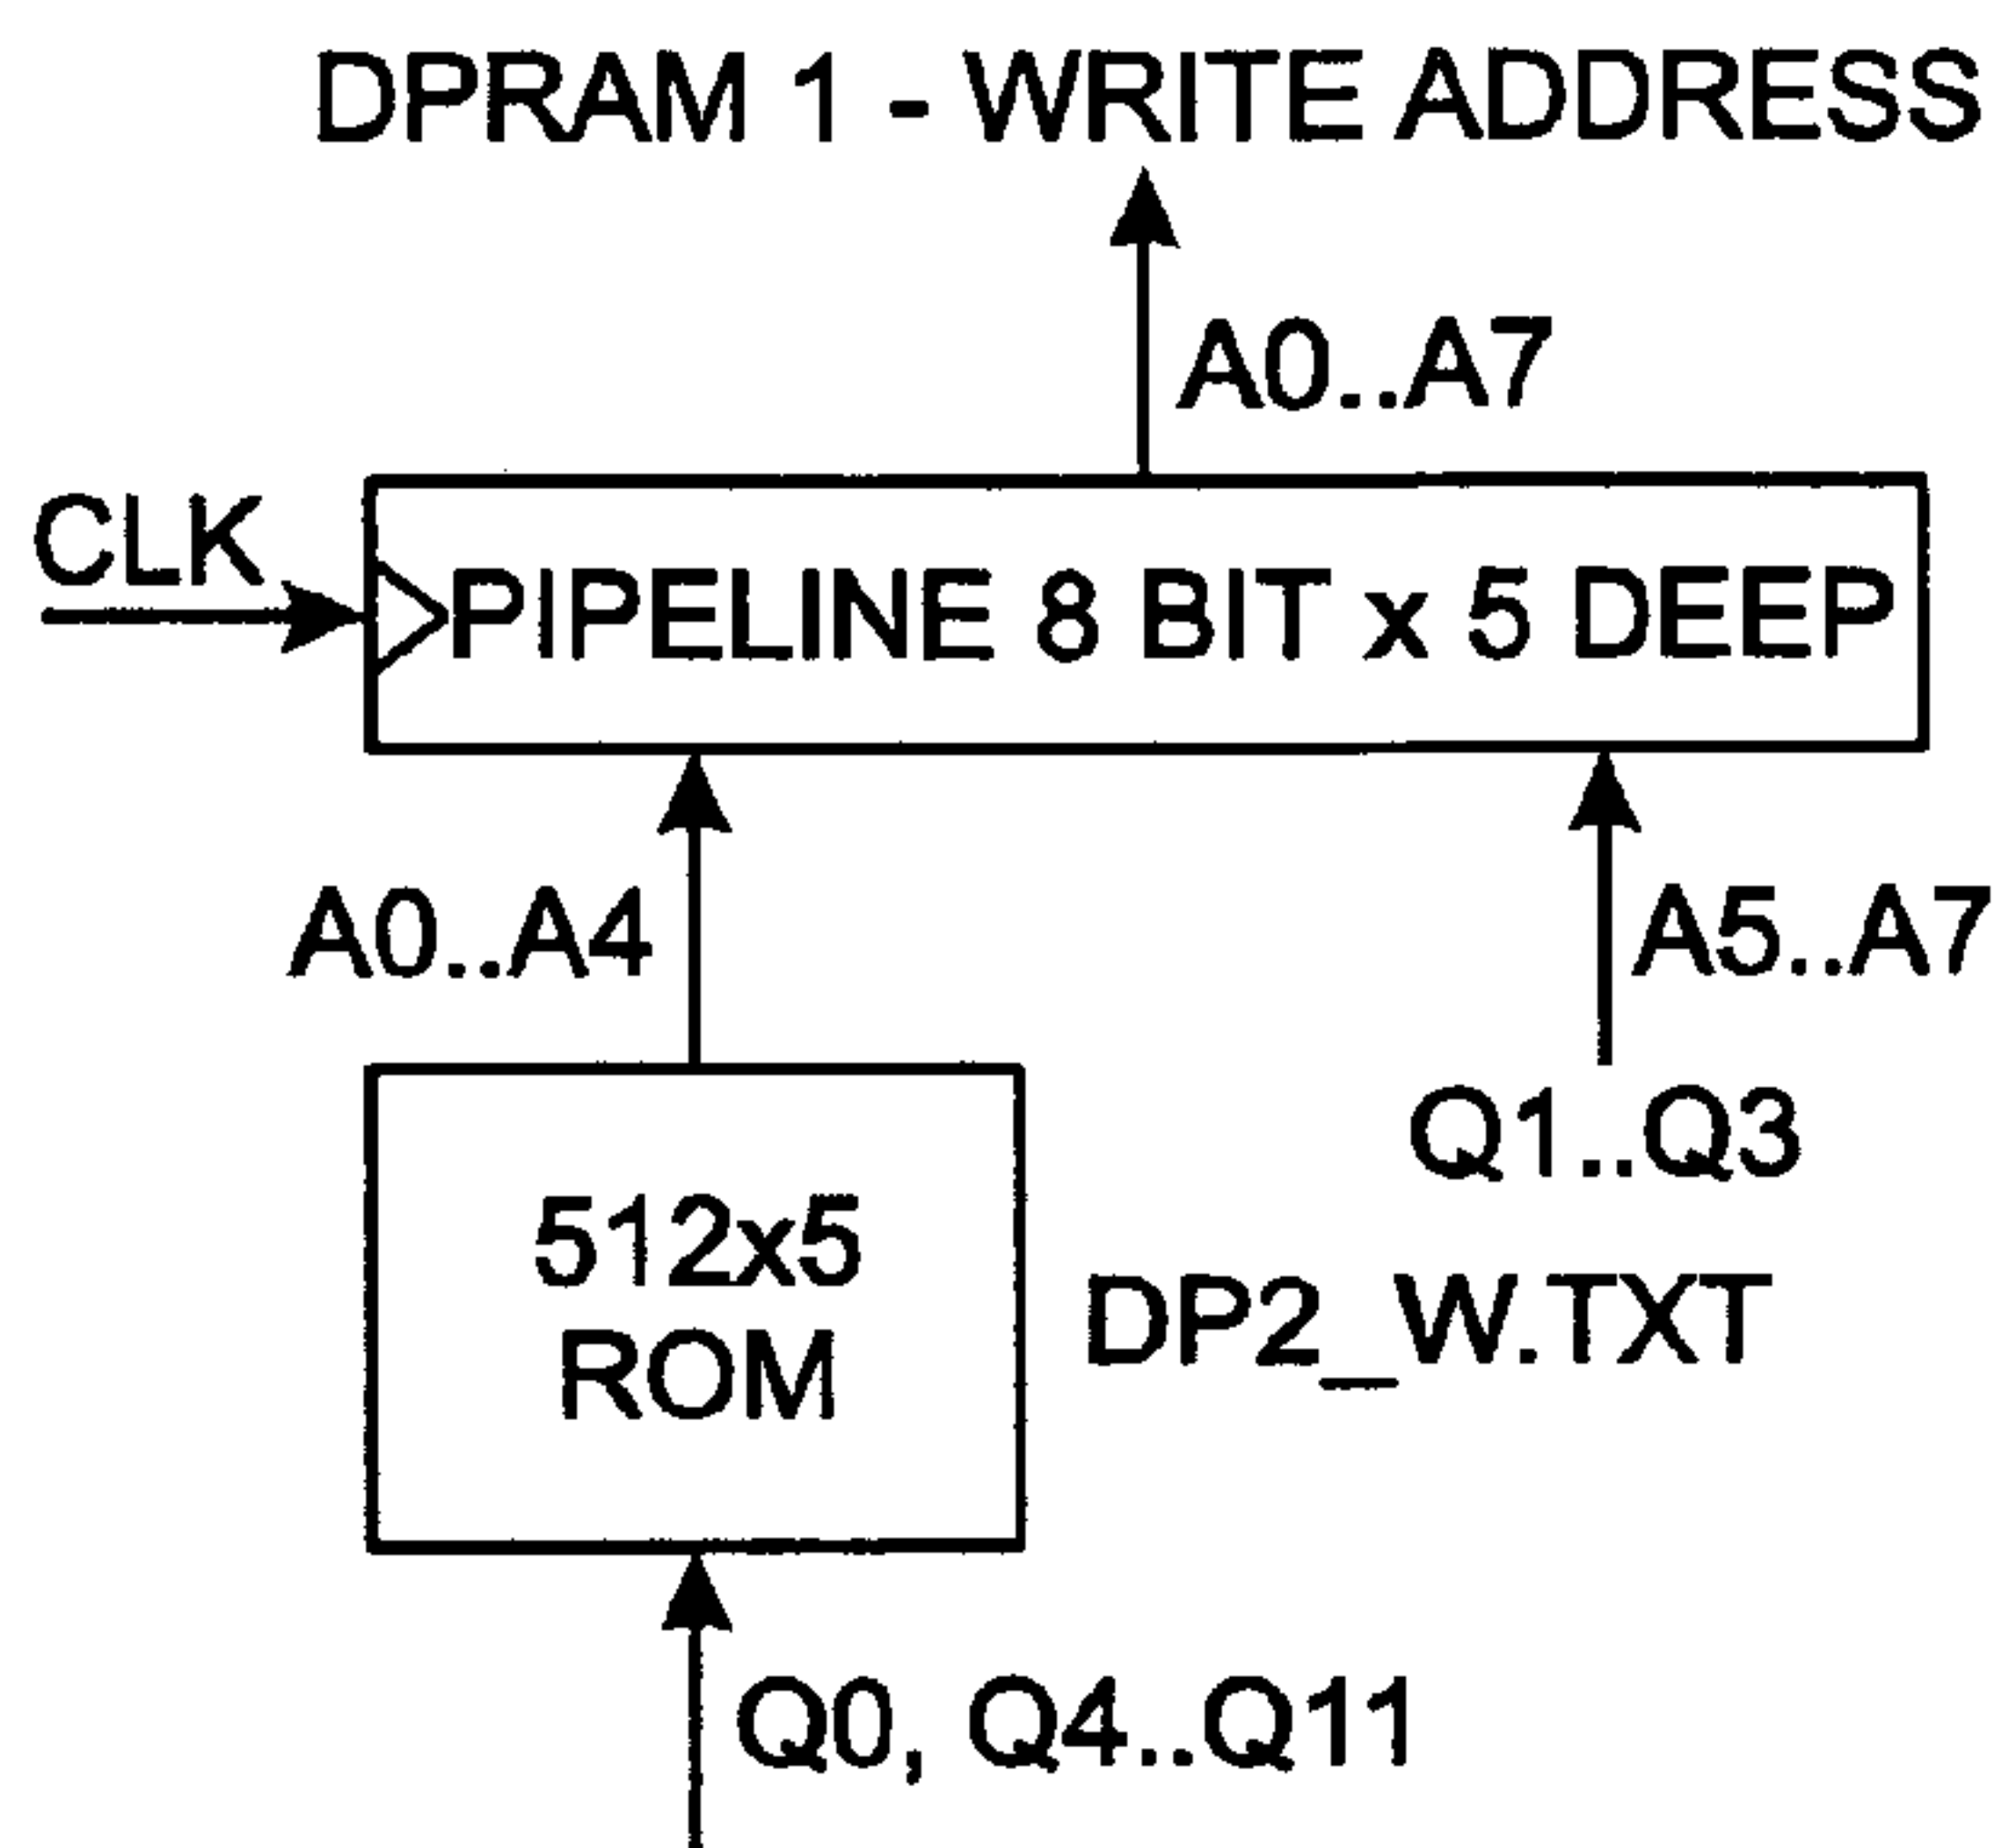 DPRAM 1 - WRITE ADDRESS
A0..A7
CLK
PIPELINE 8 BIT x 5 DEEP
A0..A4
A5..A7
Q1..Q3
512x5
ROM
DP2_W.TXT
Q0, Q4..Q11